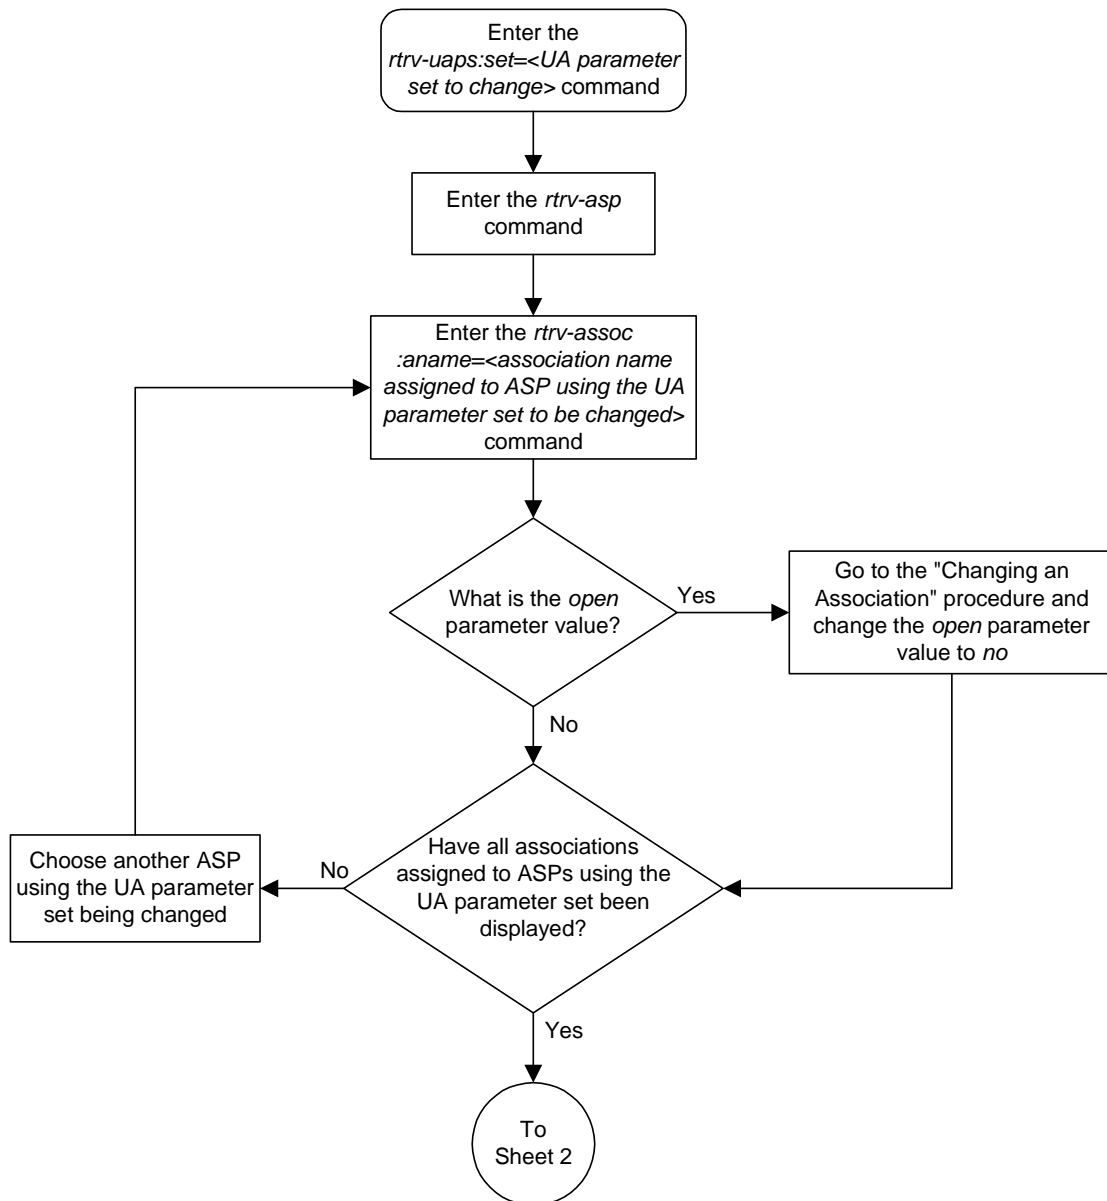 Enter the
rtrv-uaps:set=<UA parameter
set to change> command
Enter the rtrv-asp
command
Enter the rtrv-assoc
:aname=<association name
assigned to ASP using the UA
parameter set to be changed>
command
What is the open
parameter value?
Yes
Go to the "Changing an
Association" procedure and
change the open parameter
value to no
No
Have all associations
assigned to ASPs using the
UA parameter set been
displayed?
No
Choose another ASP
using the UA parameter
set being changed
Yes
To
Sheet 2